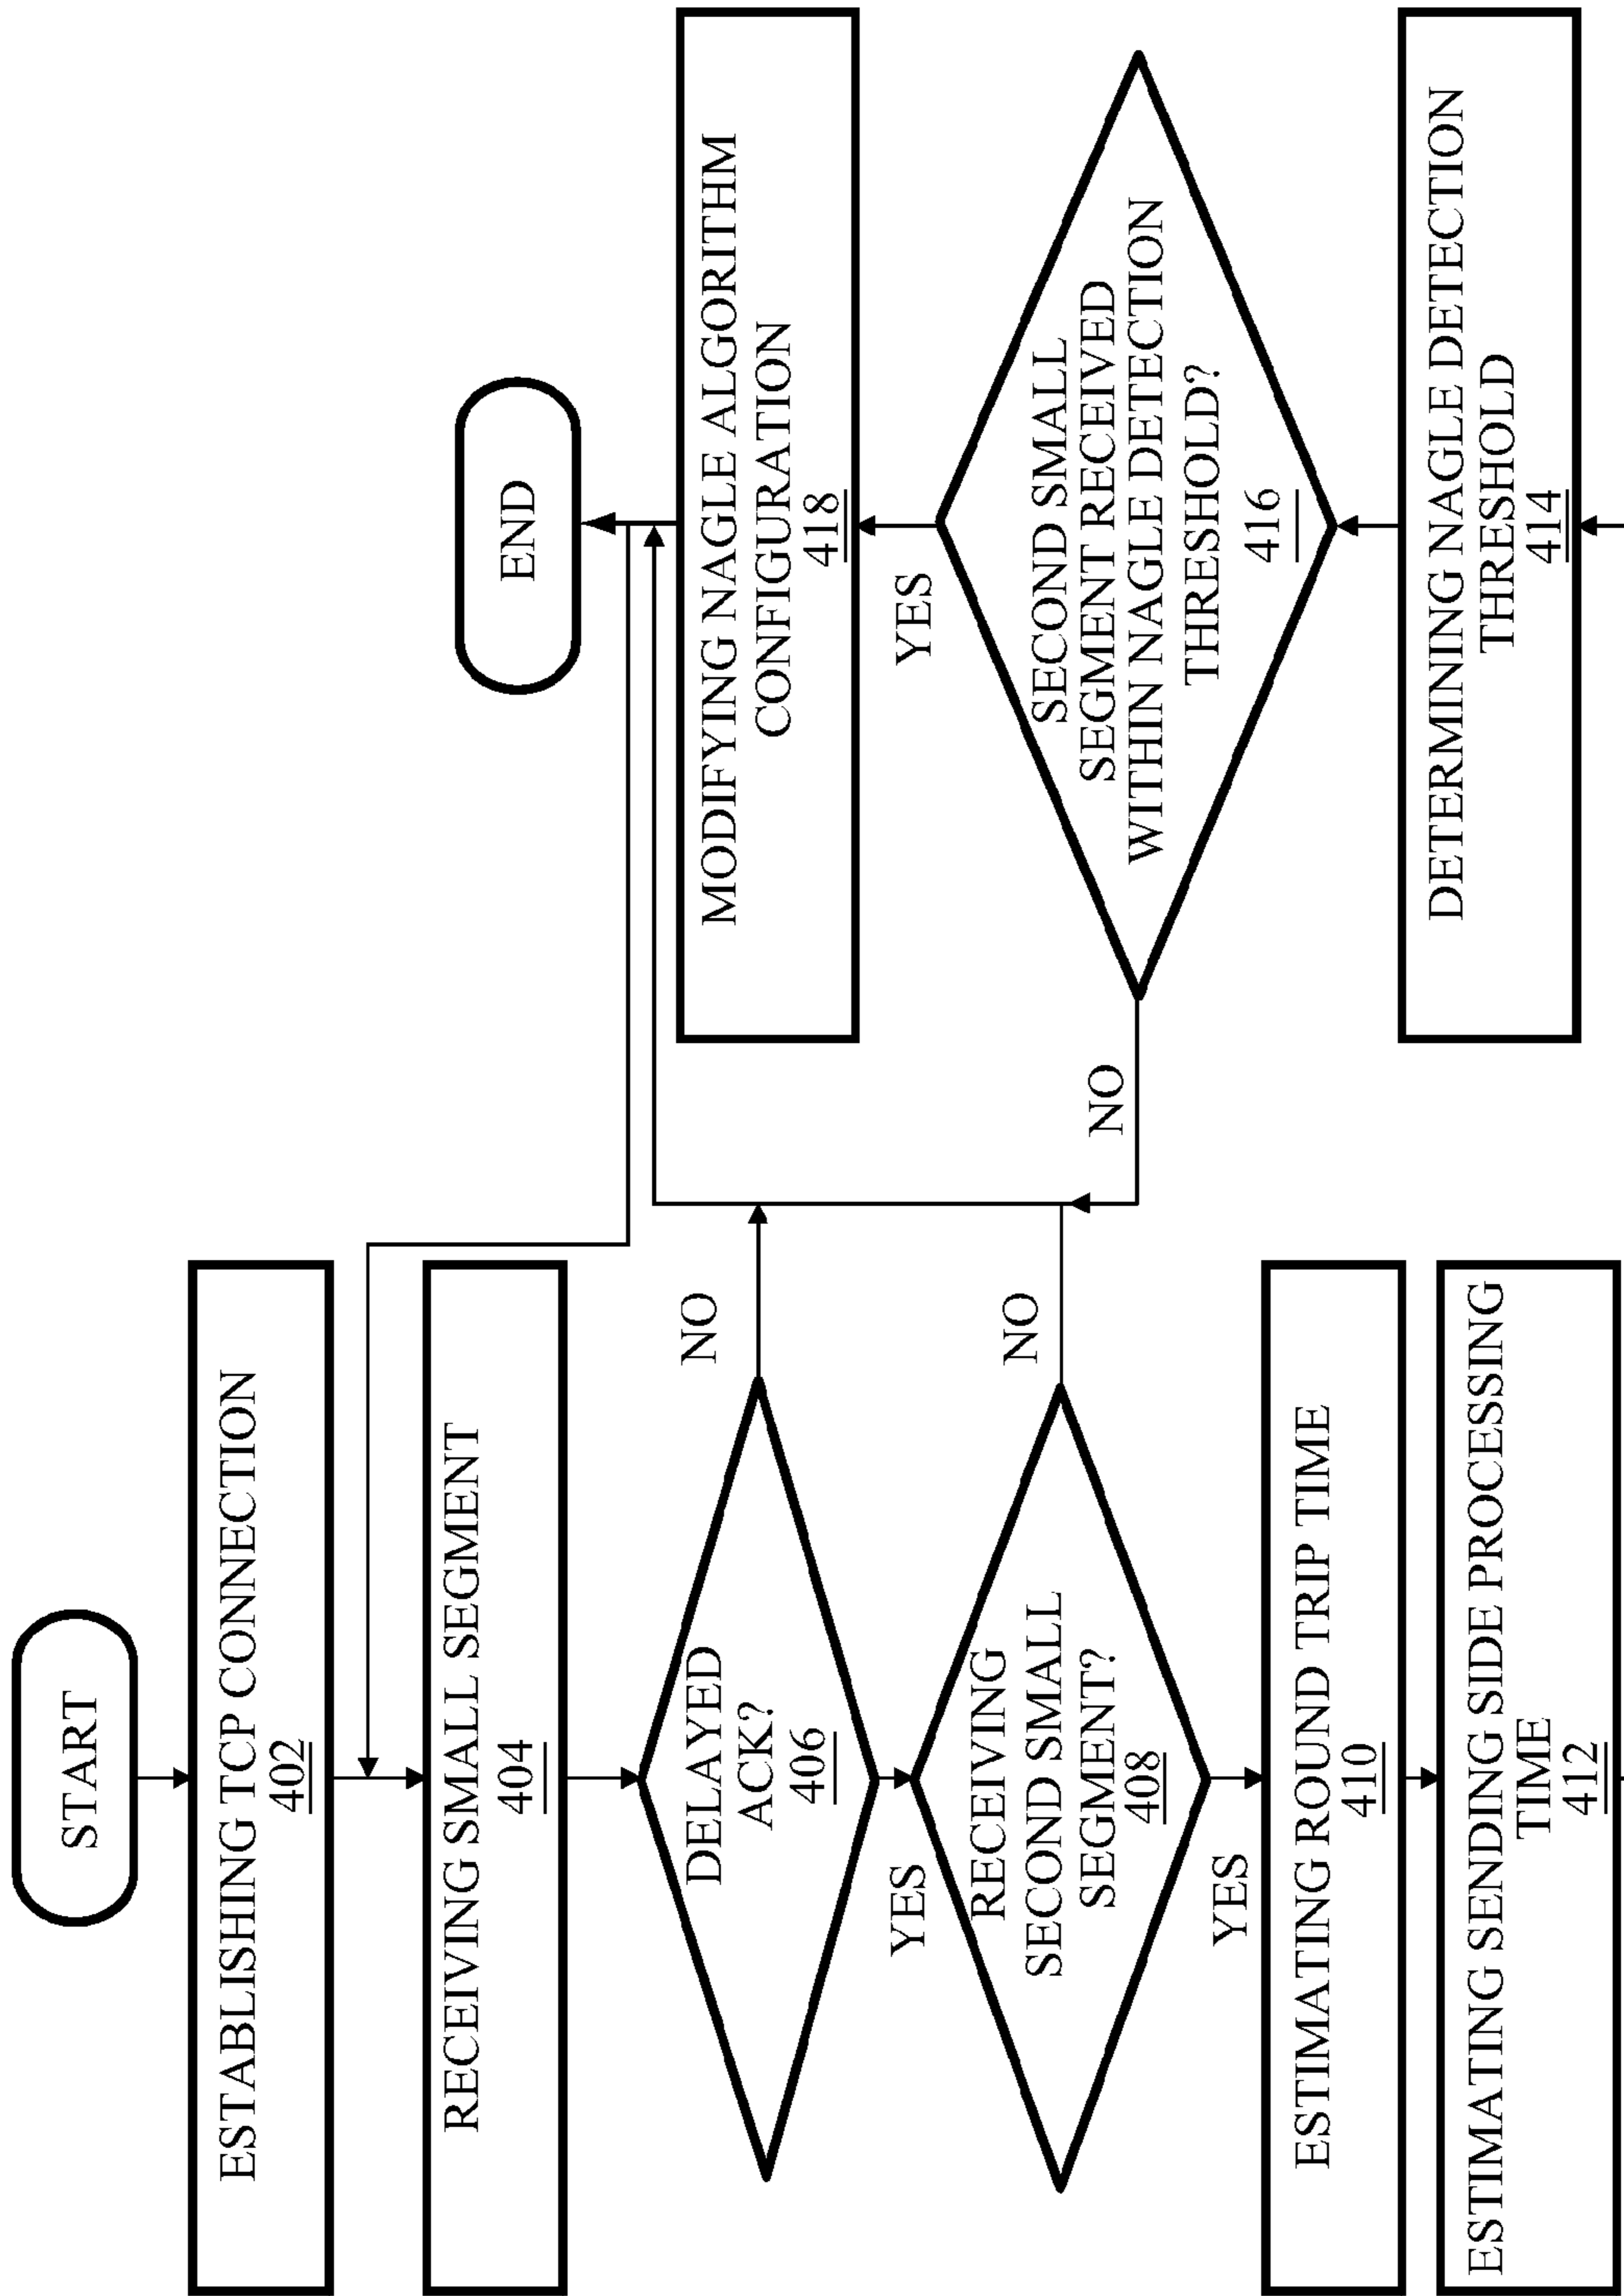 START
ESTABLISHING TCP CONNECTION
402
RECEIVING SMALL SEGMENT
404
DELAYED
ACK?
406
NO
YES
RECEIVING
SECOND SMALL
SEGMENT?
408
NO
YES
ESTIMATING ROUND TRIP TIME
410
ESTIMATING SENDING SIDE PROCESSING
TIME
412
DETERMINING NAGLE DETECTION
THRESHOLD
414
SECOND SMALL
SEGMENT RECEIVED
WITHIN NAGLE DETECTION
THRESHOLD?
416
NO
YES
MODIFYING NAGLE ALGORITHM
CONFIGURATION
418
END